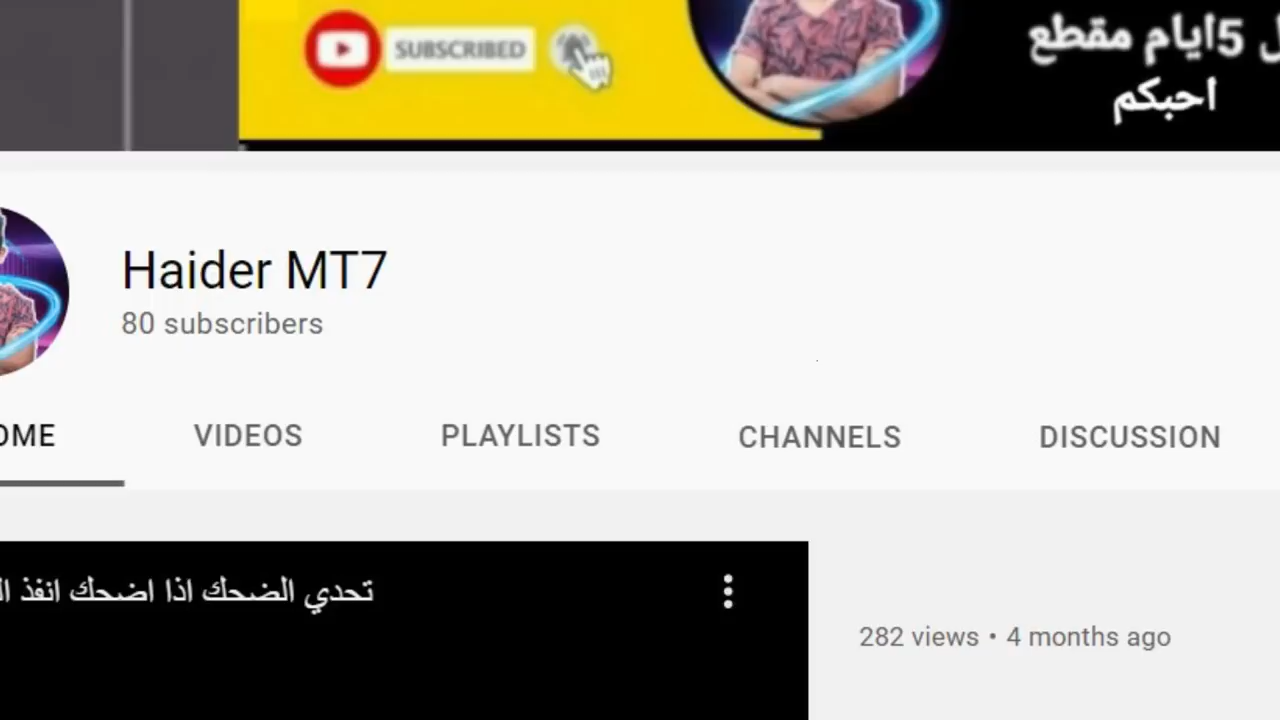 SUBSCRIBED
5ايام مقطع
احبكم
Haider MT7
80 subscribers
VIDEOS
PLAYLISTS
CHANNELS
DISCUSSION
تحدي الضحك اذا اضحك انفذ
282 views • 4 months ago